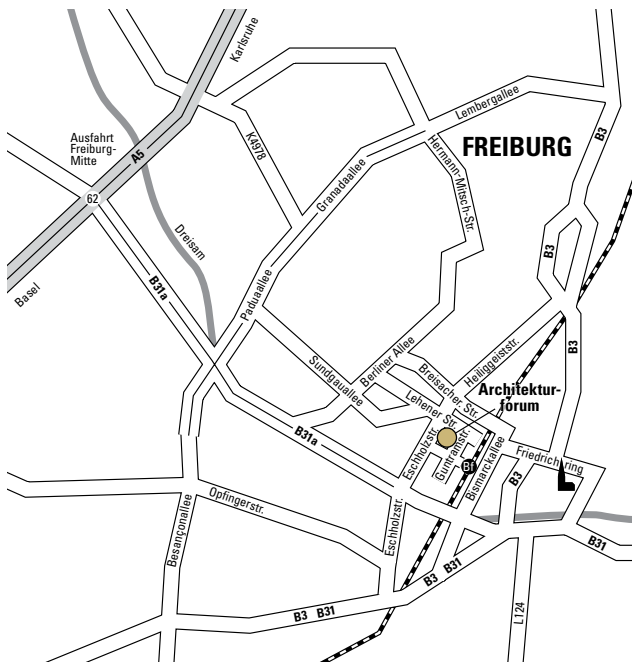 Karlsruhe
Ausfahrt
Freiburg-
Mitte
A5
K4978
Lembergallee
FREIBURG
B3
62
Hermann-Mitsch-Str.
Granadaallee
Dreisam
Basel
B31a
Paduaallee
B3
B3
Sundgauallee
Berliner Allee
Breisacher Str.
Heiliggeiststr.
Lehener Str.
Architektur-
forum
B31a
Eschholzstr.
Guntramstr.
Bf
Bismarckallee
Friedrichring
B3
Opfingerstr.
Besançonallee
Eschholzstr.
B31
B3 B31
B3 B31
L124